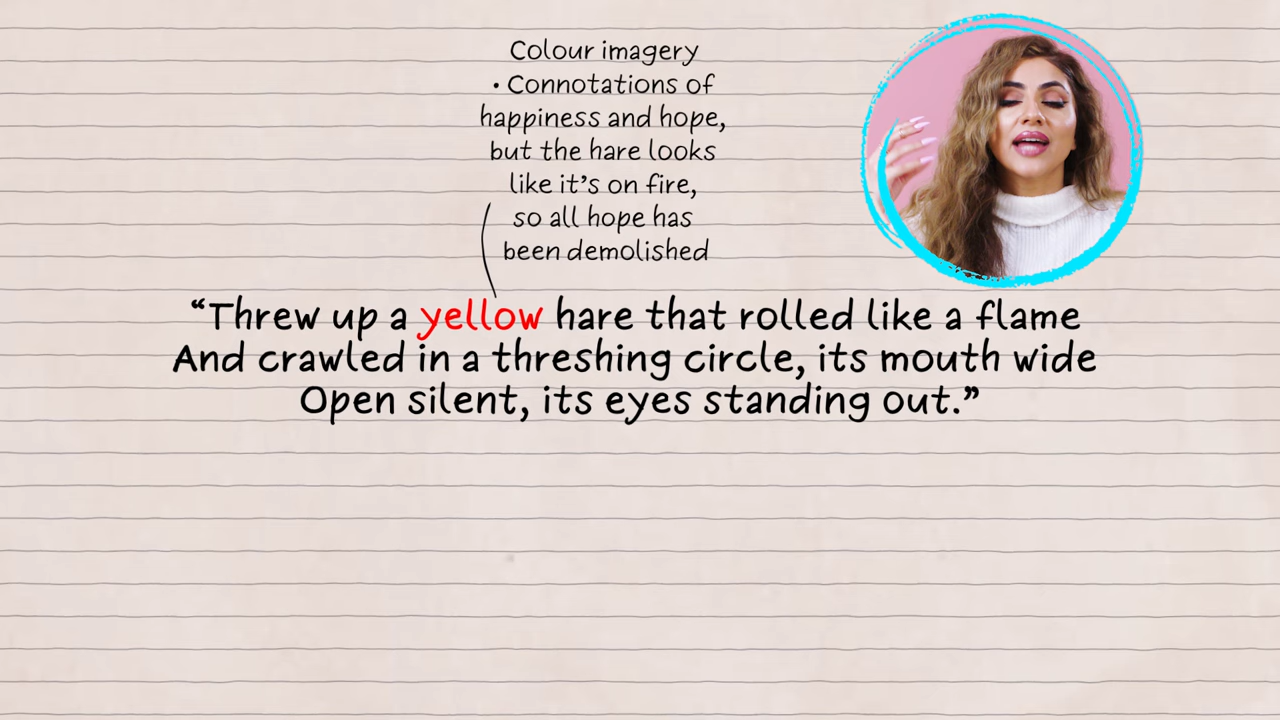 Colour imagery
• Connotations of
happiness and hope,
but the hare looks
like it’s on fire,
so all hope has
been demolished
“Threw up a yellow hare that rolled like a flame
And crawled in a threshing circle, its mouth wide
Open silent, its eyes standing out.”